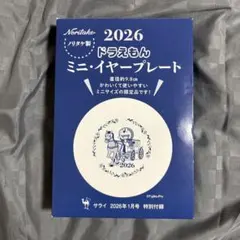 Noritake
ノリタケ製
2026
ドラえもん
ミニ・イヤープレート
直径約9.8cm
かわいくて使いやすい
ミニサイズの限定品です!
2026
©Fujiko-Pro
サライ 2026年1月号 特別付録